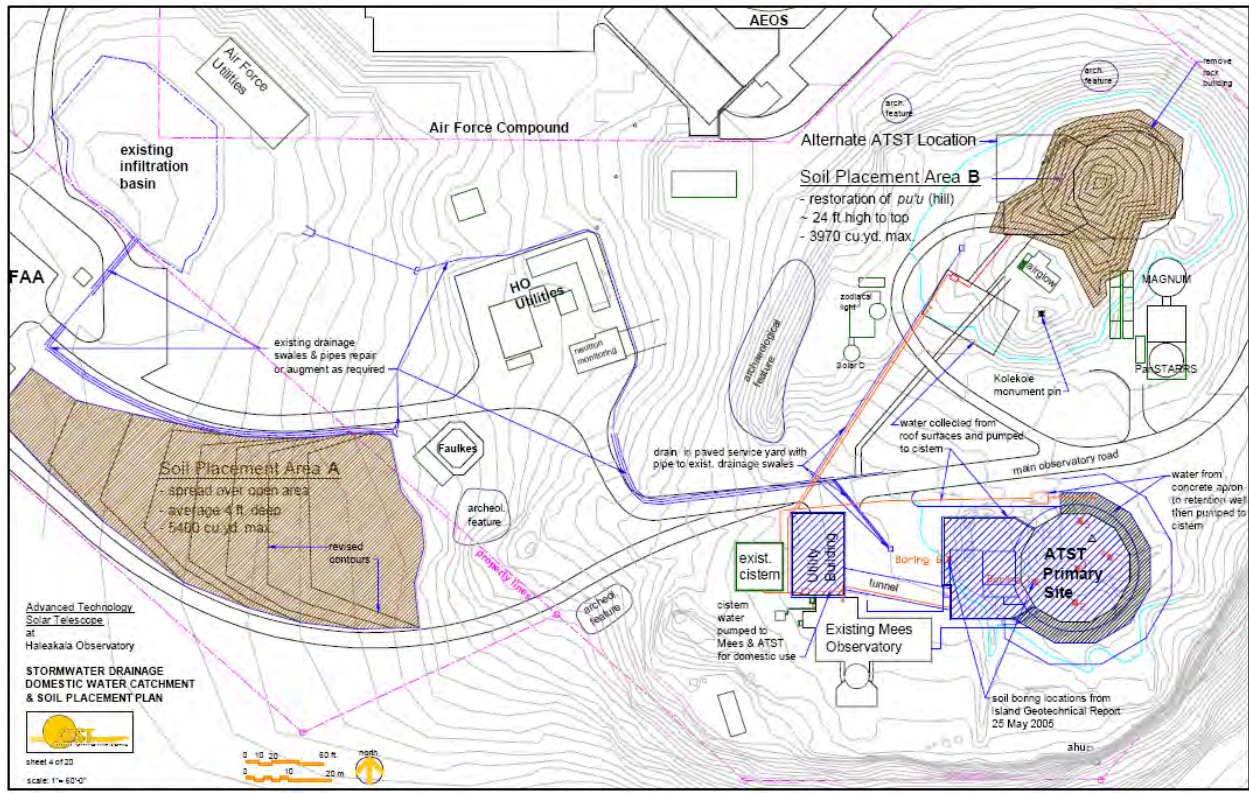 AEOS
Air Force
Utilities
arch.
feature
remove
rock
building
arch.
feature
Air Force Compound
existing
infiltration
basin
Alternate ATST Location
Soil Placement Area B
- restoration of pu'u (hill)
~ 24 ft. high to top
- 3970 cu.yd. max.
FAA
HO
Utilities
airglow
MAGNUM
zodiacal
light
neutron
monitoring
existing drainage
swales & pipes repair
or augment as required
archaeological
feature
Solar C
PanSTARRS
Kolekole
monument pin
water collected from
roof surfaces and pumped
to cistern
Faulkes
drain in paved service yard with
pipe to exist. drainage swales
main observatory road
Soil Placement Area A
- spread over open area
- average 4 ft. deep
- 5400 cu.yd. max.
water from
concrete apron
to retention well
then pumped to
cistern
archeol.
feature
revised
contours
exist.
cistern
Utility
Building
Boring
ATST
Primary
Site
property line
tunnel
archeol.
feature
Advanced Technology
Solar Telescope
at
Haleakala Observatory
cistern
water
pumped to
Mees & ATST
for domestic use
Existing Mees
Observatory
STORMWATER DRAINAGE
DOMESTIC WATER CATCHMENT
& SOIL PLACEMENT PLAN
soil boring locations from
Island Geotechnical Report
25 May 2005
ahu
sheet 4 of 20
scale: 1"= 60'-0"
0 10 20 60 ft.
0 10 20 m
north